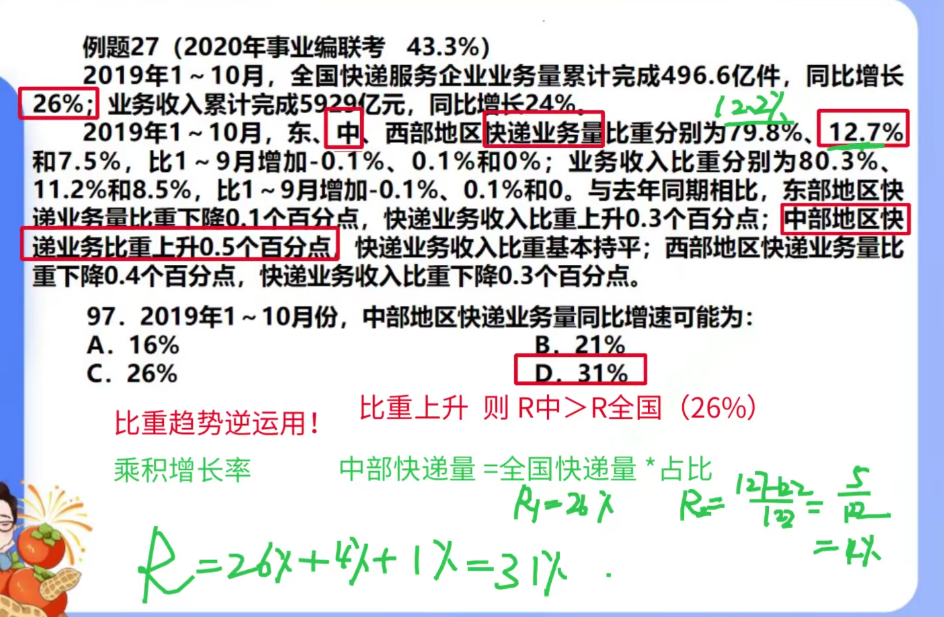 例题27（2020年事业编联考 43.3%）
2019年1～10月，全国快递服务企业业务量累计完成496.6亿件，同比增长
26%；业务收入累计完成5929亿元，同比增长24%。
12.2%
2019年1～10月，东、中、西部地区快递业务量比重分别为79.8%、12.7%
和7.5%，比1～9月增加-0.1%、0.1%和0%；业务收入比重分别为80.3%、
11.2%和8.5%，比1～9月增加-0.1%、0.1%和0。与去年同期相比，东部地区快
递业务量比重下降0.1个百分点，快递业务收入比重上升0.3个百分点；中部地区快
递业务比重上升0.5个百分点，快递业务收入比重基本持平；西部地区快递业务量比
重下降0.4个百分点，快递业务收入比重下降0.3个百分点。
97．2019年1～10月份，中部地区快递业务量同比增速可能为：
A．16% B．21%
C．26% D．31%
比重趋势逆运用！ 比重上升 则 R中＞R全国（26%）
乘积增长率 中部快递量 =全国快递量 *占比
R₁=26% R₂= 127-122/122 = 5/122
=4%
R=26%+4%+1%=31%.